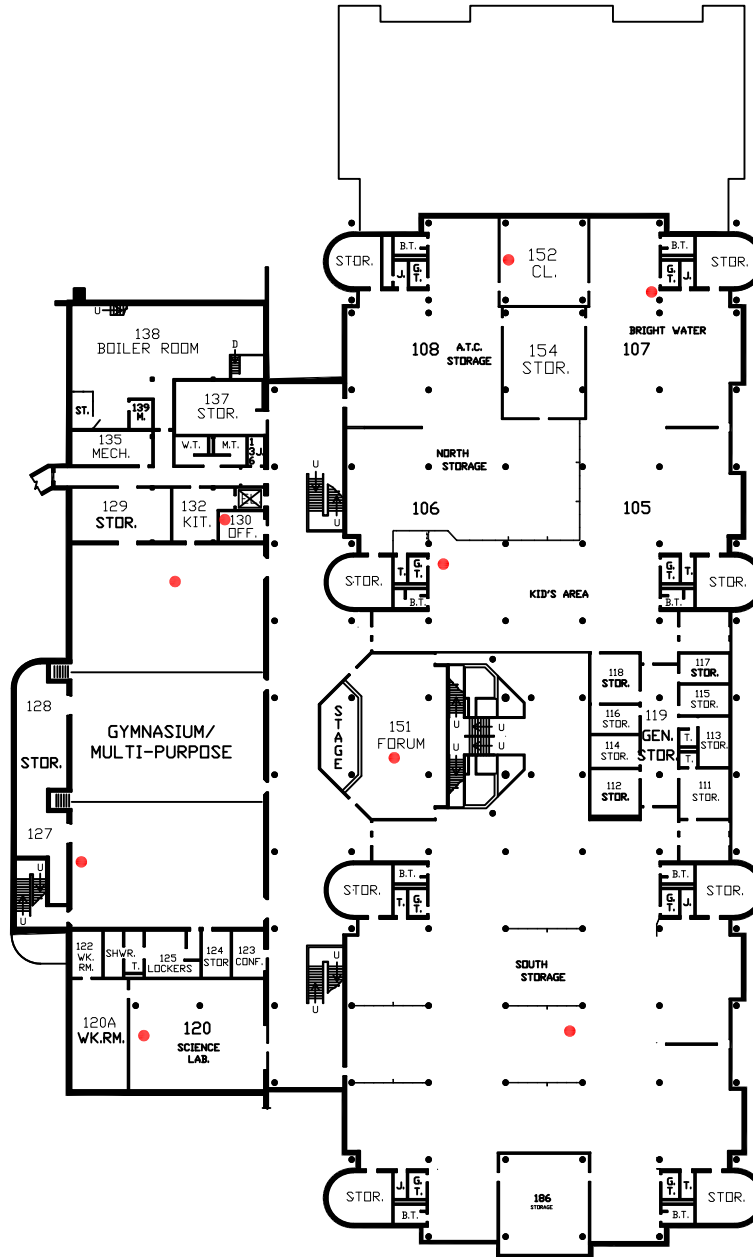 B.T.
B.T.
STOR.
152
CL.
STOR.
J.
G.
T.
G.
T.
J.
U
138
BOILER ROOM
D
BRIGHT WATER
108
A.T.C.
STORAGE
154
STOR.
107
137
STOR.
ST.
139
M.
135
MECH.
W.T.
M.T.
1
3
6
J.
NORTH
STORAGE
U
129
STOR.
132
KIT.
130
OFF.
106
105
U
STOR.
T.
G.
T.
G.
T.
T.
STOR.
B.T.
KID'S AREA
B.T.
118
STOR.
117
STOR.
128
STAGE
115
STOR.
GYMNASIUM/
MULTI-PURPOSE
151
FORUM
U
U
116
STOR.
119
GEN.
STOR.
T.
113
STOR.
STOR.
U
U
114
STOR.
T.
112
STOR.
111
STOR.
127
U
U
STOR.
B.T.
B.T.
STOR.
T.
G.
T.
G.
T.
J.
122
WK.
RM.
SHWR.
T.
125
LOCKERS
124
STOR
123
CONF.
U
U
SOUTH
STORAGE
120A
WK.RM.
120
SCIENCE
LAB.
STOR.
J.
G.
T.
186
STORAGE
G.
T.
T.
STOR.
B.T.
B.T.